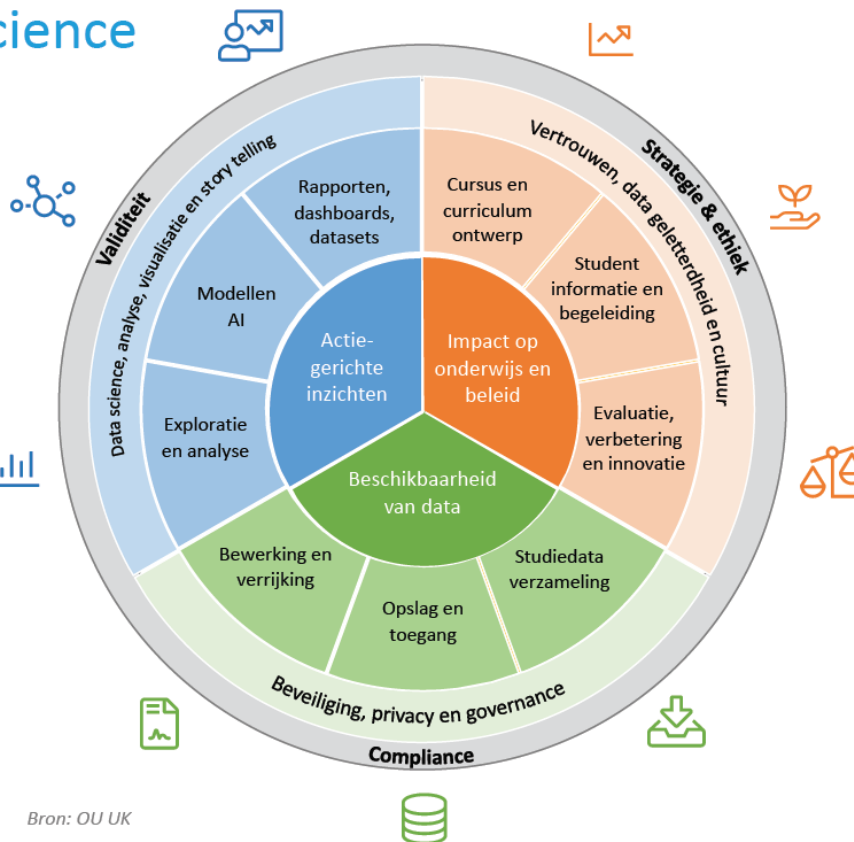 cience
Validiteit
Data science, analyse, visualisatie en story telling
Rapporten,
dashboards,
datasets
Modellen
AI
Exploratie
en analyse
Actie-
gerichte
inzichten
Strategie & ethiek
Vertrouwen, data geletterdheid en cultuur
Cursus en
curriculum
ontwerp
Student
informatie en
begeleiding
Evaluatie,
verbetering
en innovatie
Impact op
onderwijs en
beleid
Beschikbaarheid
van data
Bewerking en
verrijking
Opslag en
toegang
Studiedata
verzameling
Beveiliging, privacy en governance
Compliance
Bron: OU UK